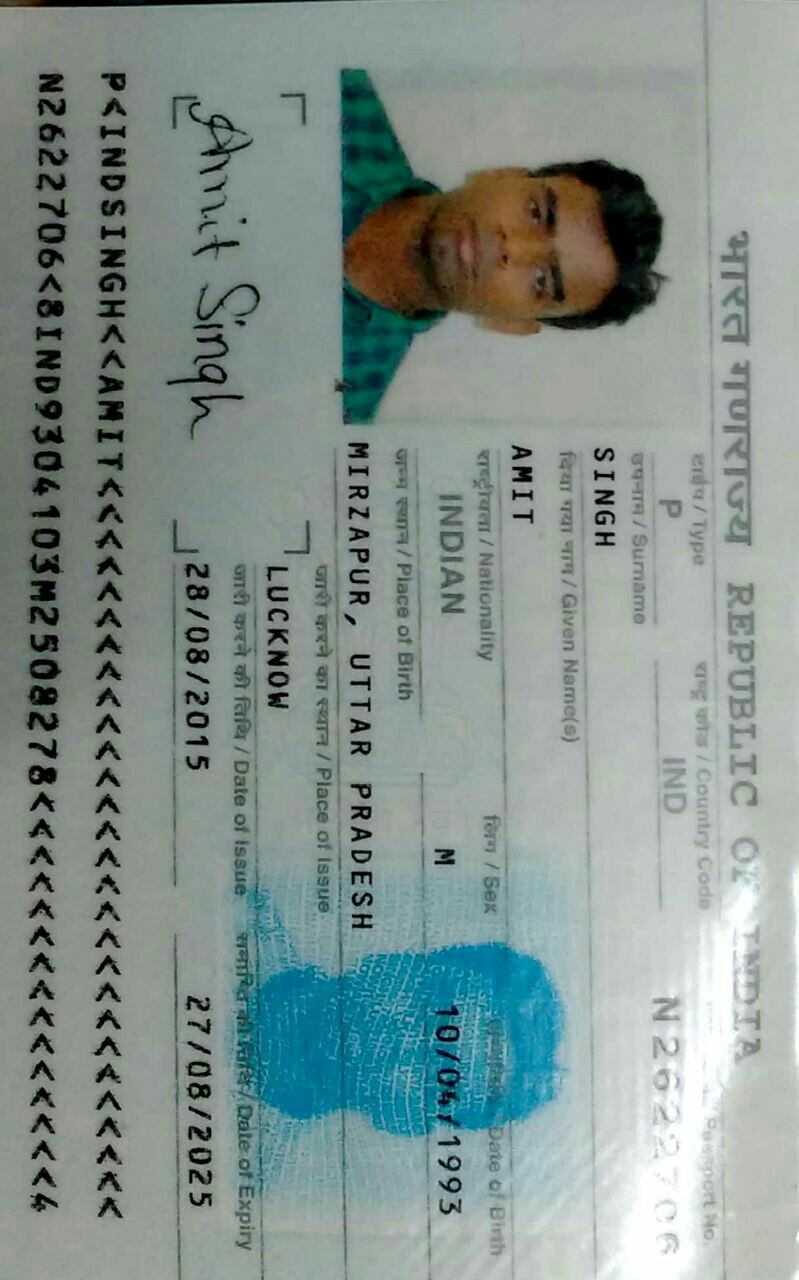 भारत गणराज्य REPUBLIC OF INDIA
टाईप / Type राष्ट्र कोड / Country Code / Passport No.
P IND N2622706
उपनाम / Surname
SINGH
दिया गया नाम / Given Name(s)
AMIT
राष्ट्रीयता / Nationality लिंग / Sex Date of Birth
INDIAN M 10/04/1993
जन्म स्थान / Place of Birth
MIRZAPUR, UTTAR PRADESH
जारी करने का स्थान / Place of Issue
LUCKNOW
जारी करने की तिथि / Date of Issue समाप्ति की तिथि / Date of Expiry
28/08/2015 27/08/2025
Amit Singh
P<INDSINGH<<AMIT<<<<<<<<<<<<<<<<<<<<<<<<<<<<
N2622706<8IND9304103M2508278<<<<<<<<<<<<<<<4